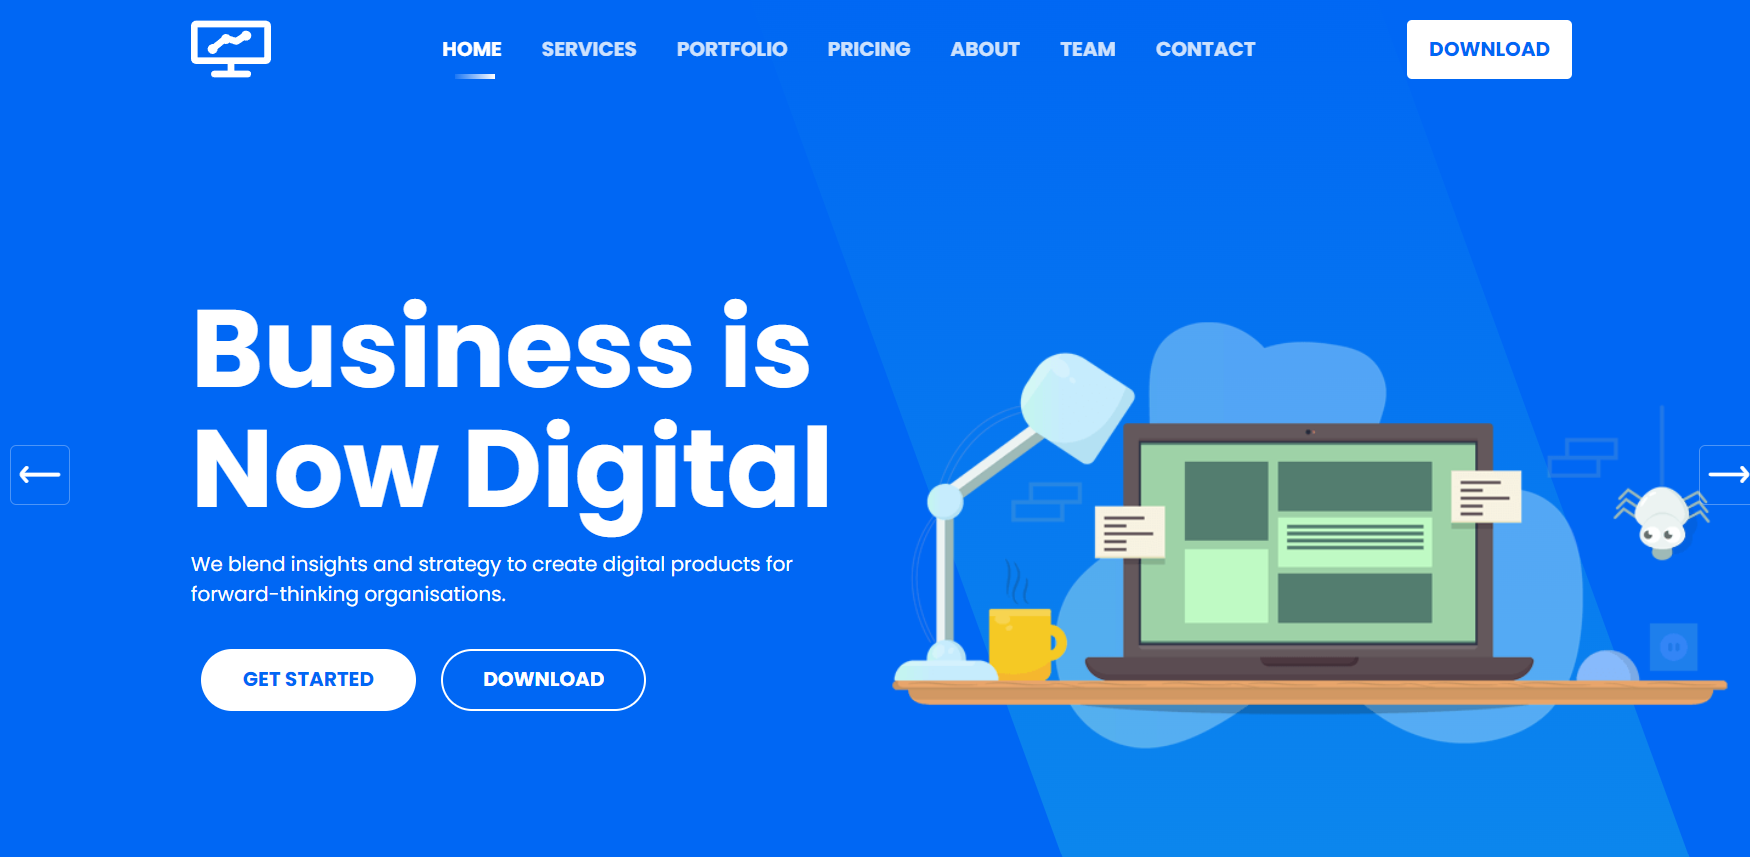 HOME SERVICES PORTFOLIO PRICING ABOUT TEAM CONTACT DOWNLOAD
Business is
Now Digital
We blend insights and strategy to create digital products for
forward-thinking organisations.
GET STARTED DOWNLOAD